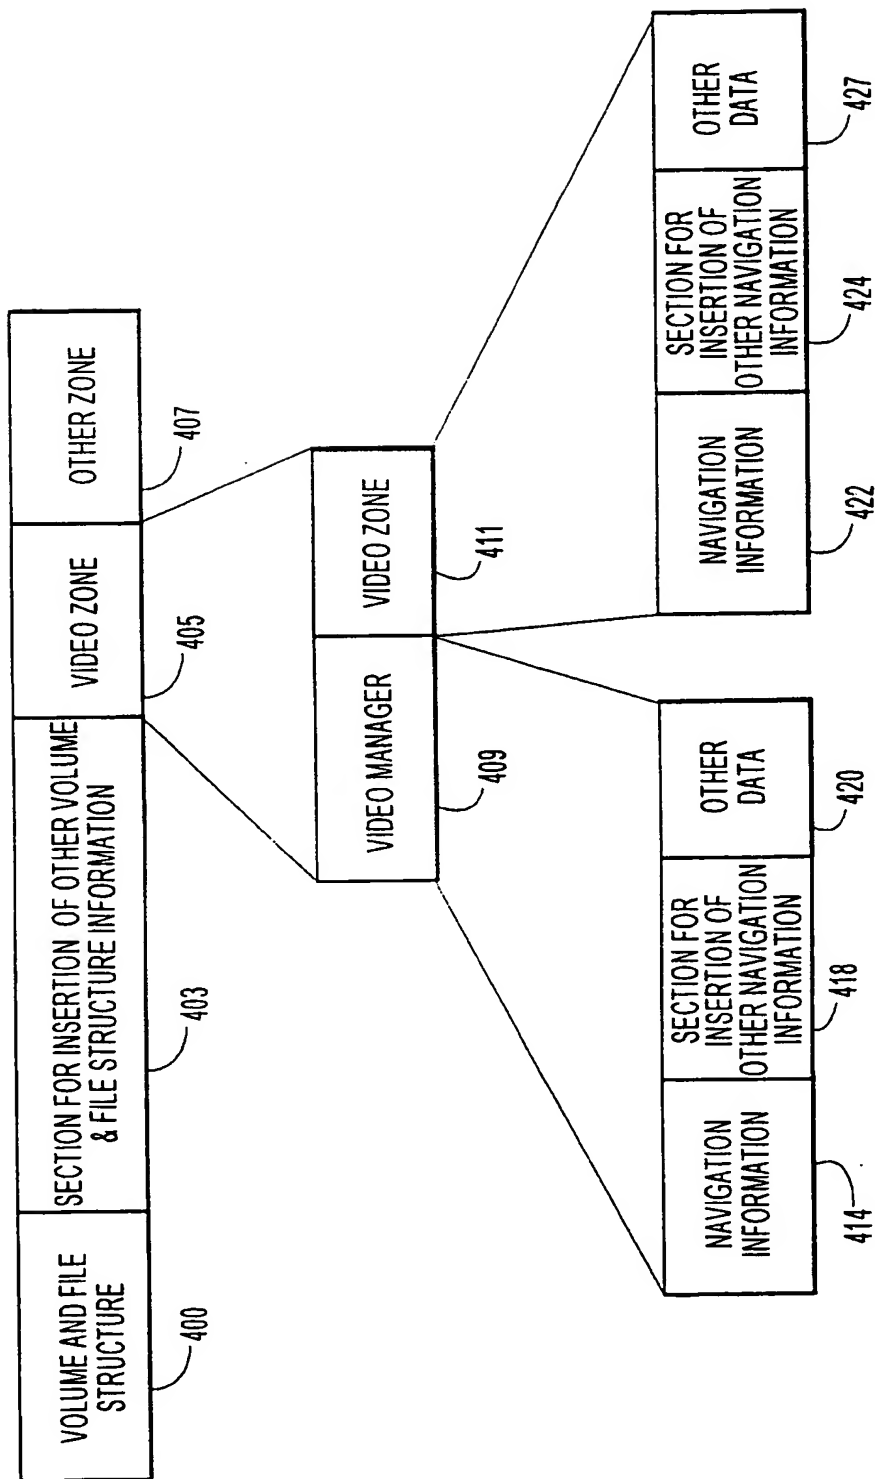 VOLUME AND FILE
STRUCTURE
400
SECTION FOR INSERTION OF OTHER VOLUME
& FILE STRUCTURE INFORMATION
403
VIDEO ZONE
405
OTHER ZONE
407
VIDEO MANAGER
409
VIDEO ZONE
411
NAVIGATION
INFORMATION
414
SECTION FOR
INSERTION OF
OTHER NAVIGATION
INFORMATION
418
OTHER
DATA
420
NAVIGATION
INFORMATION
422
SECTION FOR
INSERTION OF
OTHER NAVIGATION
INFORMATION
424
OTHER
DATA
427